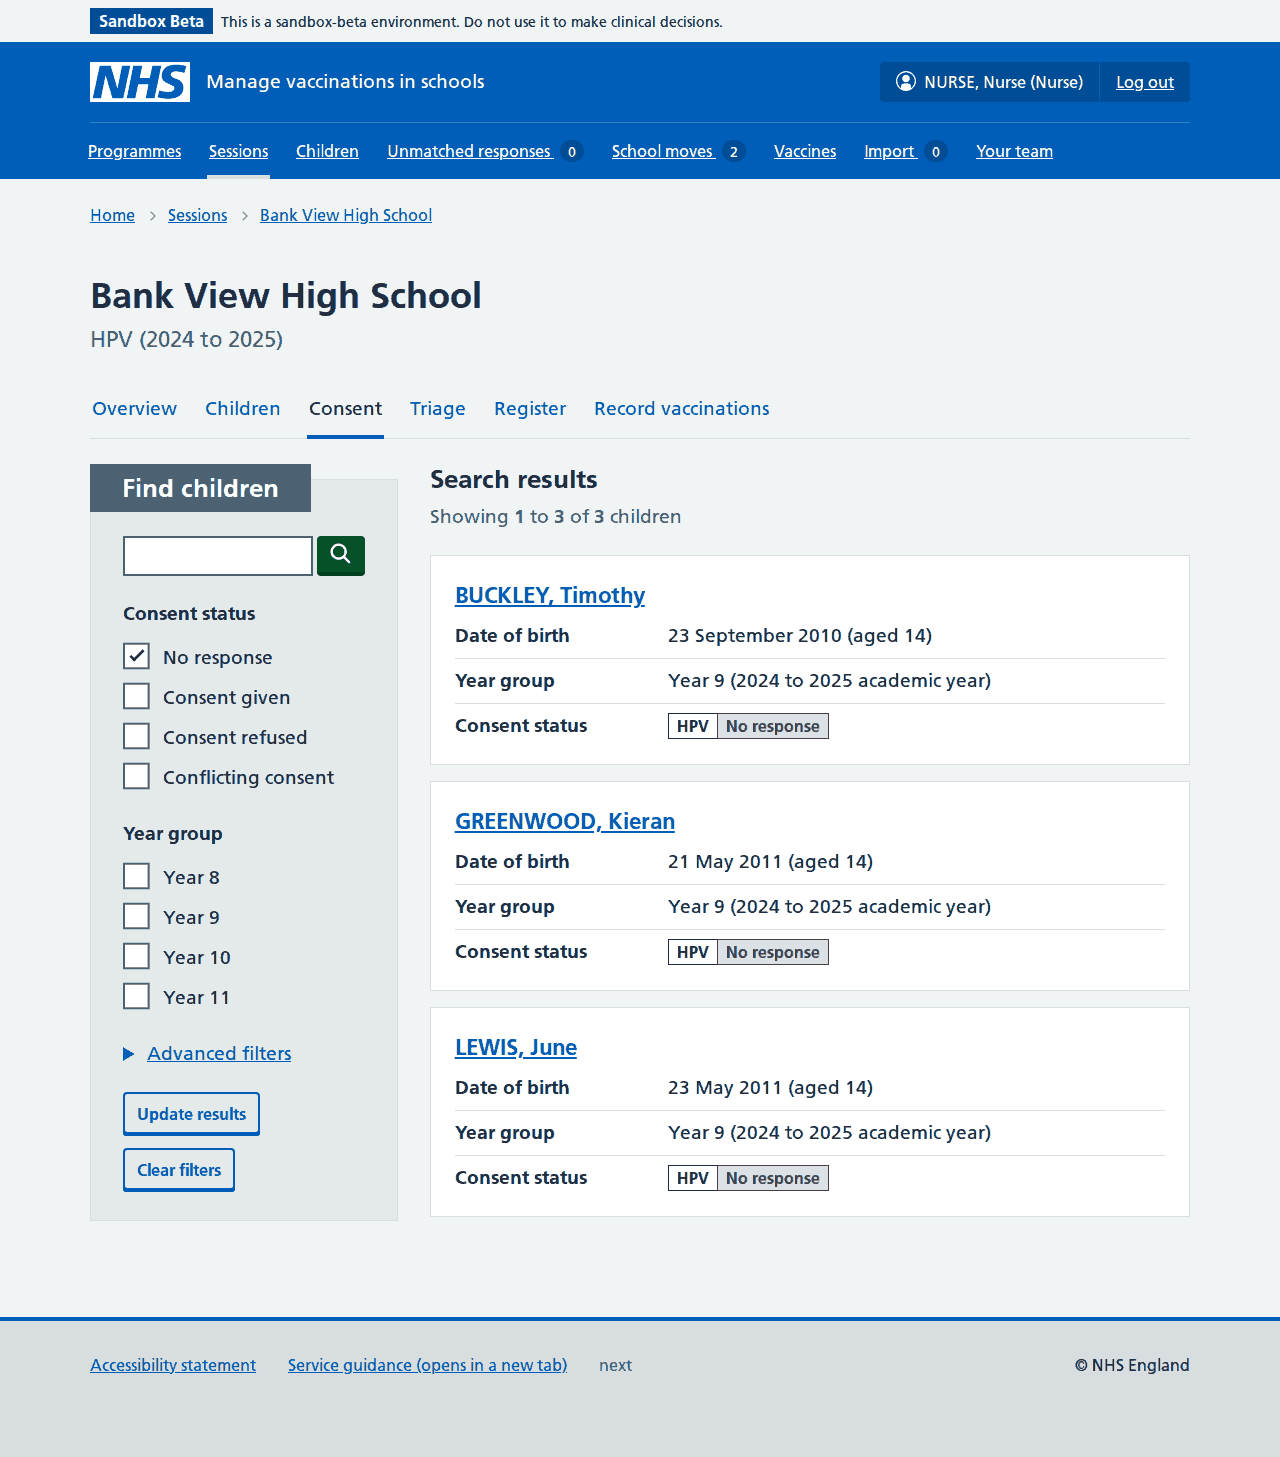 Sandbox Beta This is a sandbox-beta environment. Do not use it to make clinical decisions.
NHS Manage vaccinations in schools NURSE, Nurse (Nurse) Log out
Programmes Sessions Children Unmatched responses 0 School moves 2 Vaccines Import 0 Your team
Home Sessions Bank View High School
Bank View High School
HPV (2024 to 2025)
Overview Children Consent Triage Register Record vaccinations
Find children
Consent status
No response
Consent given
Consent refused
Conflicting consent
Year group
Year 8
Year 9
Year 10
Year 11
Advanced filters
Update results
Clear filters
Search results
Showing 1 to 3 of 3 children
BUCKLEY, Timothy
Date of birth 23 September 2010 (aged 14)
Year group Year 9 (2024 to 2025 academic year)
Consent status HPV No response
GREENWOOD, Kieran
Date of birth 21 May 2011 (aged 14)
Year group Year 9 (2024 to 2025 academic year)
Consent status HPV No response
LEWIS, June
Date of birth 23 May 2011 (aged 14)
Year group Year 9 (2024 to 2025 academic year)
Consent status HPV No response
Accessibility statement Service guidance (opens in a new tab) next © NHS England